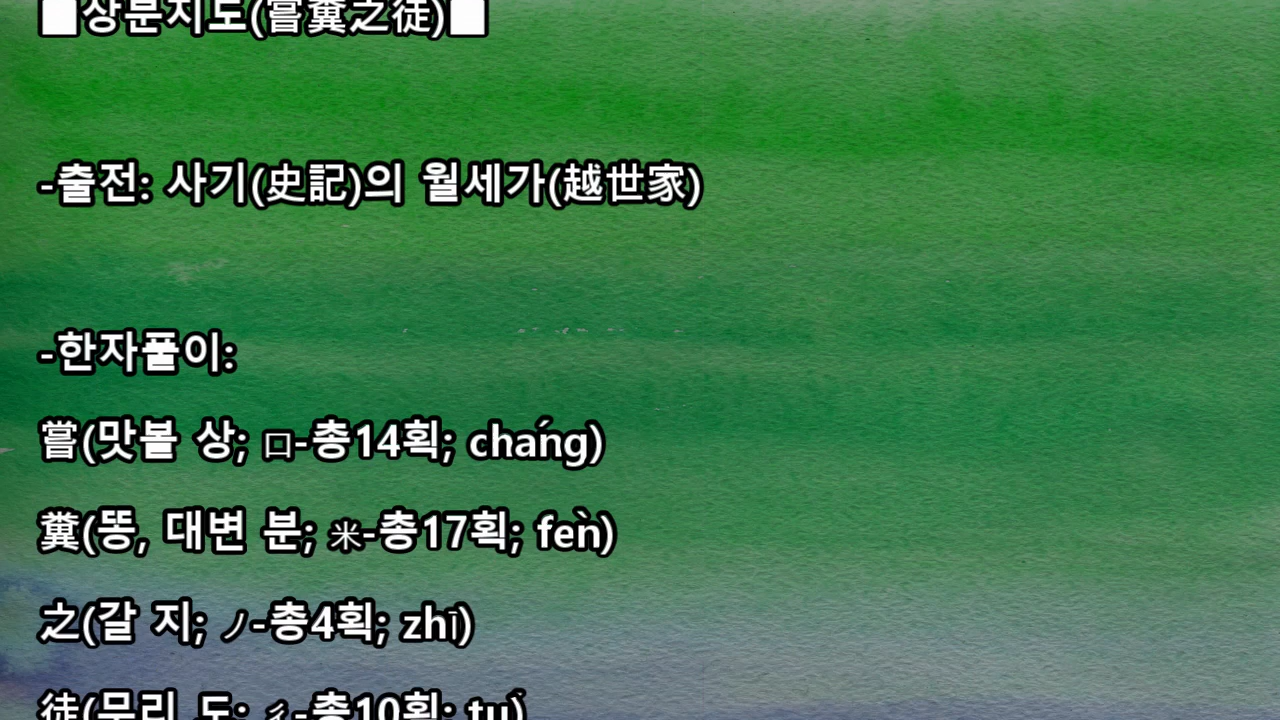 ■상분지도(嘗糞之徒)■
-출전: 사기(史記)의 월세가(越世家)
-한자풀이:
嘗(맛볼 상; 口-총14획; cháng)
糞(똥, 대변 분; 米-총17획; fèn)
之(갈 지; ノ-총4획; zhī)
徒(무리 도; 彳-총10획; tú)